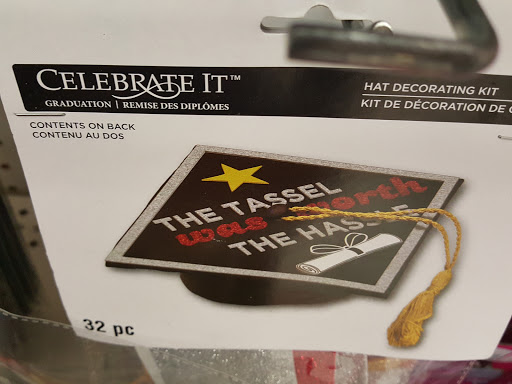 CELEBRATE IT™
GRADUATION | REMISE DES DIPLÔMES
HAT DECORATING KIT
KIT DE DÉCORATION DE
CONTENTS ON BACK
CONTENU AU DOS
THE TASSEL
was worth
THE HASSLE
32 pc